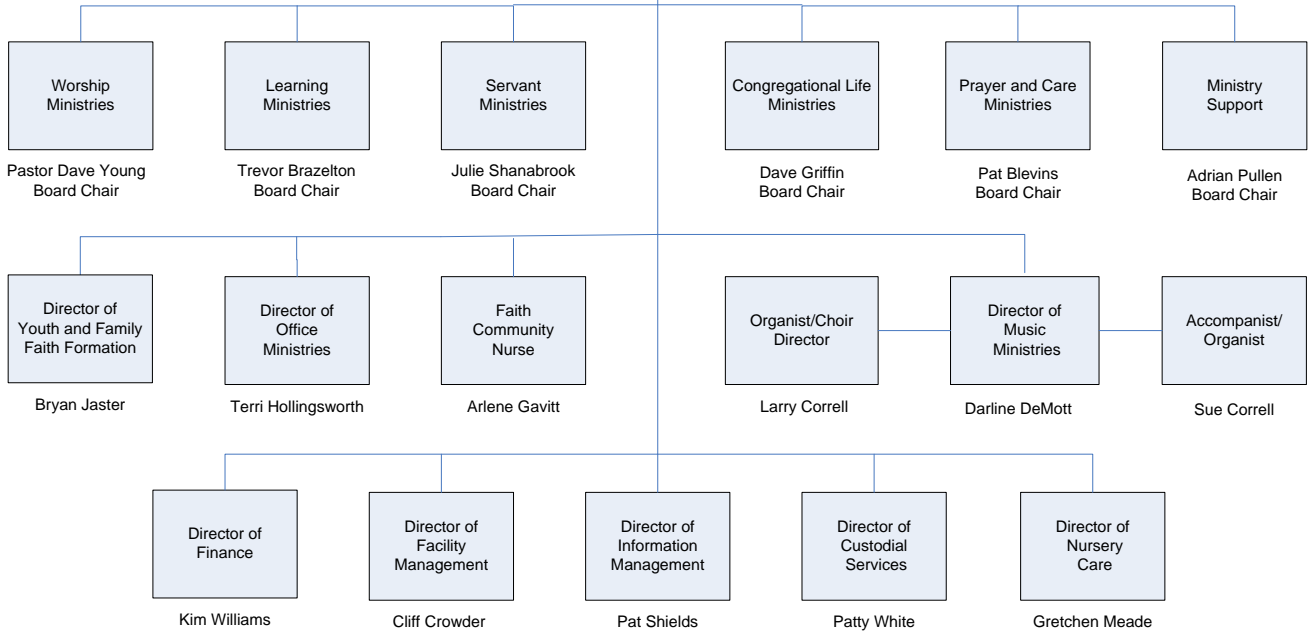 Worship
Ministries
Pastor Dave Young
Board Chair
Learning
Ministries
Trevor Brazelton
Board Chair
Servant
Ministries
Julie Shanabrook
Board Chair
Congregational Life
Ministries
Dave Griffin
Board Chair
Prayer and Care
Ministries
Pat Blevins
Board Chair
Ministry
Support
Adrian Pullen
Board Chair
Director of
Youth and Family
Faith Formation
Bryan Jaster
Director of
Office
Ministries
Terri Hollingsworth
Faith
Community
Nurse
Arlene Gavitt
Organist/Choir
Director
Larry Correll
Director of
Music
Ministries
Darline DeMott
Accompanist/
Organist
Sue Correll
Director of
Finance
Kim Williams
Director of
Facility
Management
Cliff Crowder
Director of
Information
Management
Pat Shields
Director of
Custodial
Services
Patty White
Director of
Nursery
Care
Gretchen Meade